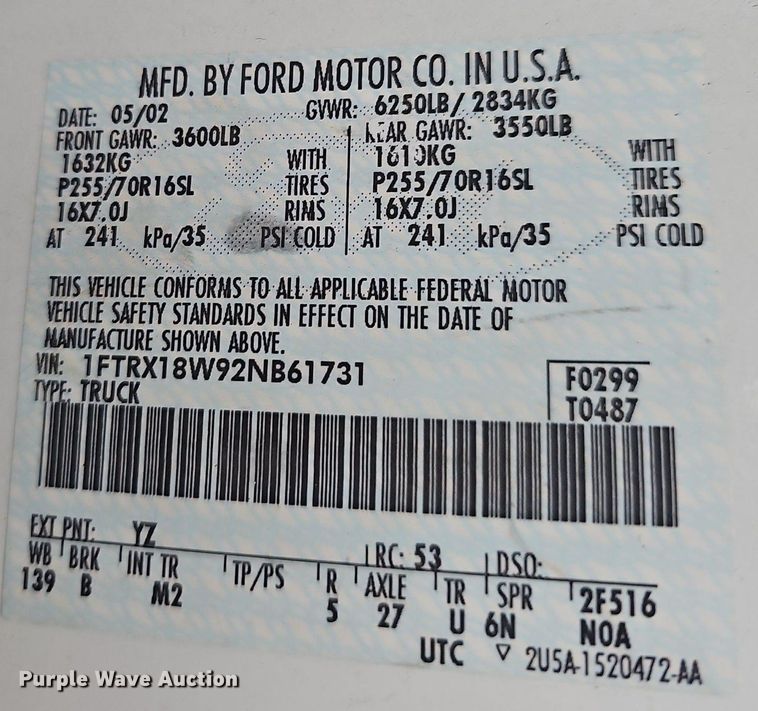 MFD. BY FORD MOTOR CO. IN U.S.A.
DATE: 05/02 GVWR: 6250LB/ 2834KG
FRONT GAWR: 3600LB REAR GAWR: 3550LB
1632KG WITH 1610KG WITH
P255/70R16SL TIRES P255/70R16SL TIRES
16X7.0J RIMS 16X7.0J RIMS
AT 241 kPa/35 PSI COLD AT 241 kPa/35 PSI COLD
THIS VEHICLE CONFORMS TO ALL APPLICABLE FEDERAL MOTOR
VEHICLE SAFETY STANDARDS IN EFFECT ON THE DATE OF
MANUFACTURE SHOWN ABOVE.
VIN: 1FTRX18W92NB61731 F0299
TYPE: TRUCK T0487
EXT PNT: YZ RC: 53 DSO:
WB BRK INT TR TP/PS R AXLE TR SPR 2F516
139 B M2 5 27 U 6N N0A
UTC ▽ 2U5A-1520472-AA
Purple Wave Auction